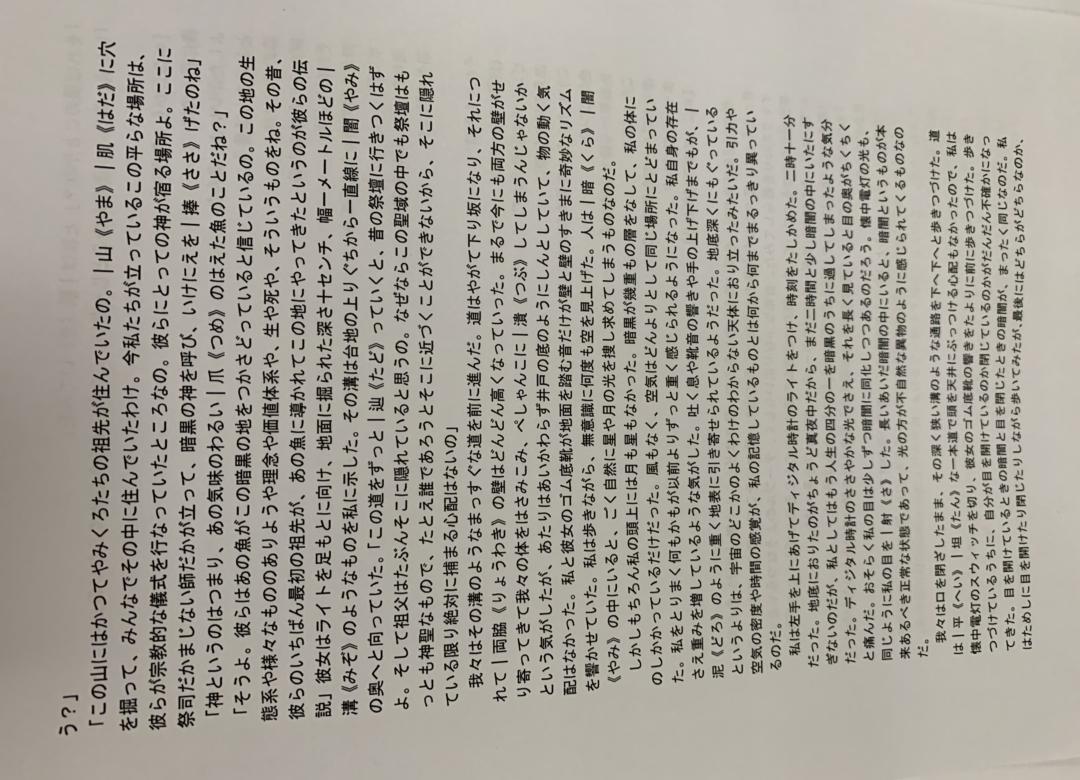 う？」
「この山にはかつてやみくろたちの祖先が住んでいたの。｜山《やま》｜肌《はだ》に穴
を掘って、みんなでその中に住んでいたわけ。今私たちが立っているこの平らな場所は、
彼らが宗教的な儀式を行なっていたところなの。彼らにとっての神が宿る場所よ。ここに
祭司だかまじない師だかが立って、暗黒の神を呼び、いけにえを｜捧《ささ》げたのね」
「神というのはつまり、あの気味のわるい｜爪《つめ》のはえた魚のことだね？」
「そうよ。彼らはあの魚がこの暗黒の地をつかさどっていると信じているの。この地の生
態系や様々なもののありようや理念や価値体系や、生や死や、そういうものをね。その昔、
彼らのいちばん最初の祖先が、あの魚に導かれてこの地にやってきたというのが彼らの伝
説」彼女はライトを足もとに向け、地面に掘られた深さ十センチ、幅一メートルほどの｜
溝《みぞ》のようなものを私に示した。その溝は台地の上りぐちから一直線に｜闇《やみ》
の奥へと向っていた。「この道をずっと｜辿《たど》っていくと、昔の祭壇に行きつくはず
よ。そして祖父はたぶんそこに隠れていると思うの。なぜならこの聖域の中でも祭壇はも
っとも神聖なもので、たとえ誰であろうとそこに近づくことができないから、そこに隠れ
ている限り絶対に捕まる心配はないの」
我々はその溝のようなまっすぐな道を前に進んだ。道はやがて下り坂になり、それにつ
れて｜両脇《りょうわき》の壁はどんどん高くなっていった。まるで今にも両方の壁がせ
り寄ってきて我々の体をはさみこみ、ぺしゃんこに｜潰《つぶ》してしまうんじゃないか
という気がしたが、あたりはあいかわらず井戸の底のようにしんとしていて、物の動く気
配はなかった。私と彼女のゴム底靴が地面を踏む音だけが壁と壁のすきまに奇妙なリズム
を響かせていた。私は歩きながら、無意識に何度も空を見上げた。人は｜暗《くら》｜闇
《やみ》の中にいると、ごく自然に星や月の光を捜し求めてしまうものなのだ。
しかしもちろん私の頭上には月も星もなかった。暗黒が幾重もの層をなして、私の体に
のしかかっているだけだった。風もなく、空気はどんよりとして同じ場所にとどまってい
た。私をとりまく何もかもが以前よりずっと重く感じられるようになった。私自身の存在
さえ重みを増しているような気がした。吐く息や靴音の響きや手の上げ下げまでもが、｜
泥《どろ》のように重く地表に引き寄せられているようだった。地底深くにもぐっている
というよりは、宇宙のどこかのよくわけのわからない天体におり立ったみたいだ。引力や
空気の密度や時間の感覚が、私の記憶しているものとは何から何までまるっきり異ってい
るのだ。
私は左手を上にあげてディジタル時計のライトをつけ、時刻をたしかめた。二時十一分
だった。地底におりたのがちょうど真夜中だから、まだ二時間と少し暗闇の中にいたにす
ぎないのだが、私としてはもう人生の四分の一を暗黒のうちに過してしまったような気分
だった。ディジタル時計のささやかな光でさえ、それを長く見ていると目の奥がちくちく
と痛んだ。おそらく私の目は少しずつ暗闇に同化しつつあるのだろう。懐中電灯の光も、
同じように私の目を｜射《さ》した。長いあいだ暗闇の中にいると、暗闇というものが本
来あるべき正常な状態であって、光の方が不自然な異物のように感じられてくるものなの
だ。
我々は口を閉ざしたまま、その深く狭い溝のような通路を下へ下へと歩きつづけた。道
は｜平《へい》｜坦《たん》な一本道で頭を天井にぶっつける心配もなかったので、私は
懐中電灯のスウィッチを切り、彼女のゴム底靴の響きをたよりに前に歩きつづけた。歩き
つづけているうちに、自分が目を開けているのか閉じているのかがだんだん不確かになっ
てきた。目を開けているときの暗闇と目を閉じたときの暗闇が、まったく同じなのだ。私
はためしに目を開けたり閉じたりしながら歩いてみたが、最後にはどちらがどちらなのか、